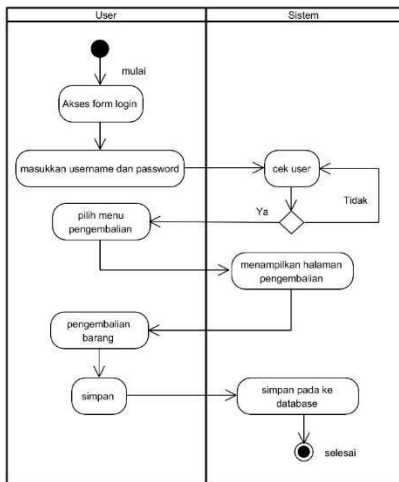 User
Sistem
mulai
Akses form login
masukkan username dan password
cek user
Tidak
Ya
pilih menu
pengembalian
menampilkan halaman
pengembalian
pengembalian
barang
simpan
simpan pada ke
database
selesai